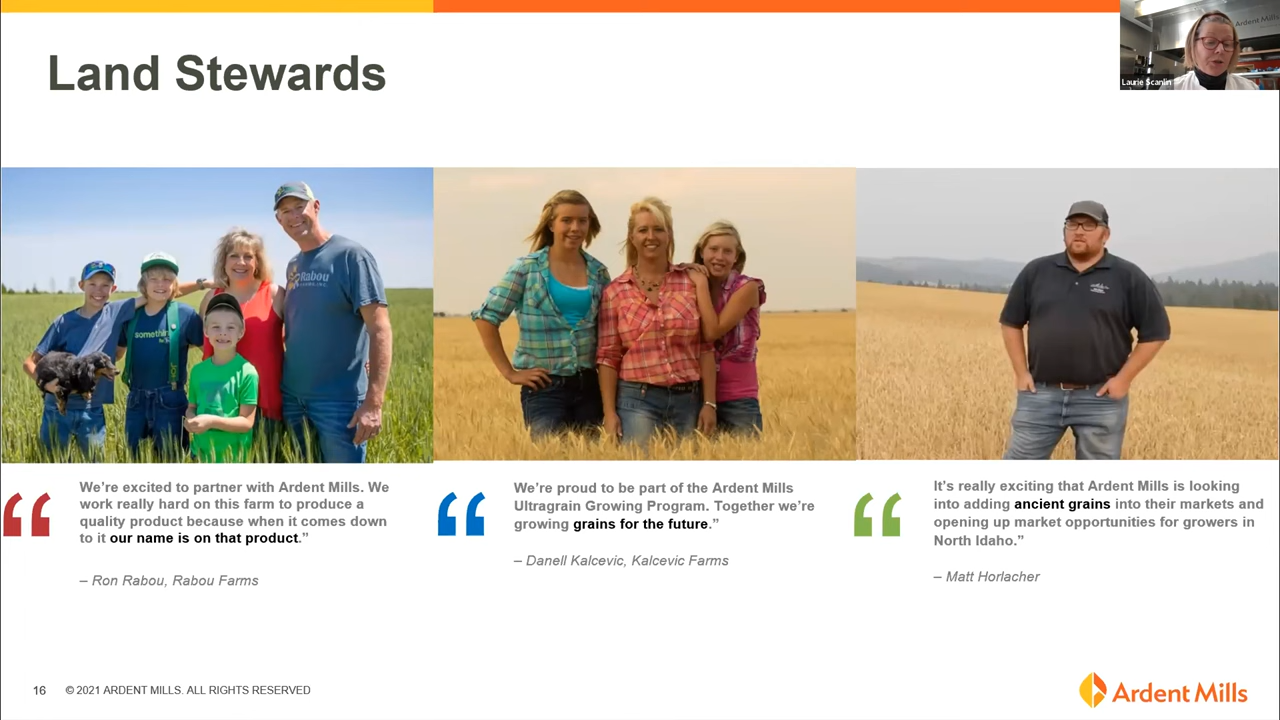 Land Stewards
Ardent Mills
Laurie Scanlin
Rabou
FARMS, INC.
We’re excited to partner with Ardent Mills. We
work really hard on this farm to produce a
quality product because when it comes down
to it our name is on that product.”
– Ron Rabou, Rabou Farms
We’re proud to be part of the Ardent Mills
Ultragrain Growing Program. Together we’re
growing grains for the future.”
– Danell Kalcevic, Kalcevic Farms
It’s really exciting that Ardent Mills is looking
into adding ancient grains into their markets and
opening up market opportunities for growers in
North Idaho.”
– Matt Horlacher
16 © 2021 ARDENT MILLS. ALL RIGHTS RESERVED
Ardent Mills